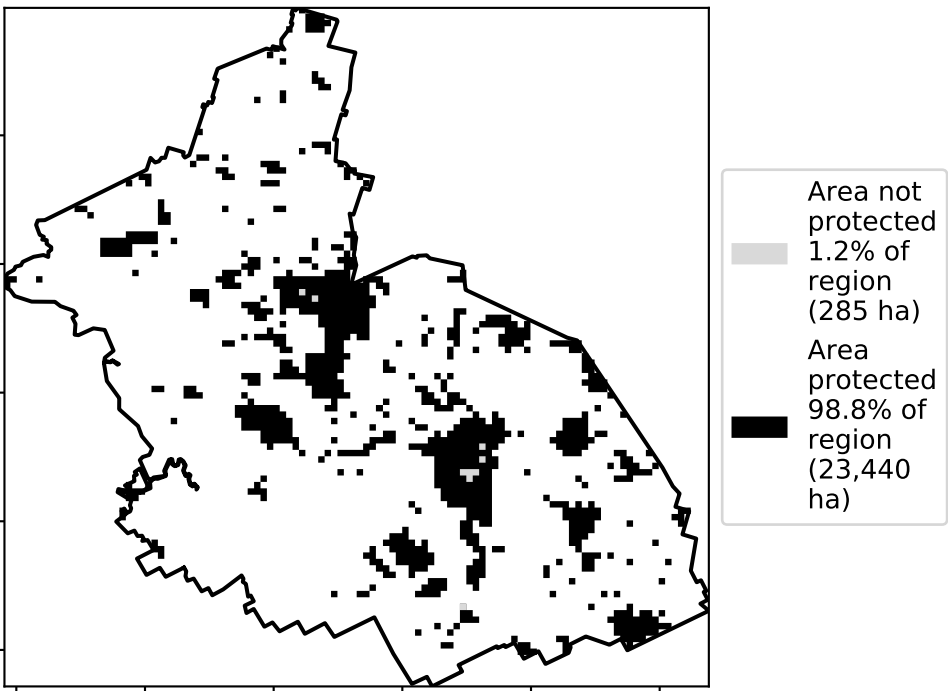 Area not
protected
1.2% of
region
(285 ha)
Area
protected
98.8% of
region
(23,440
ha)